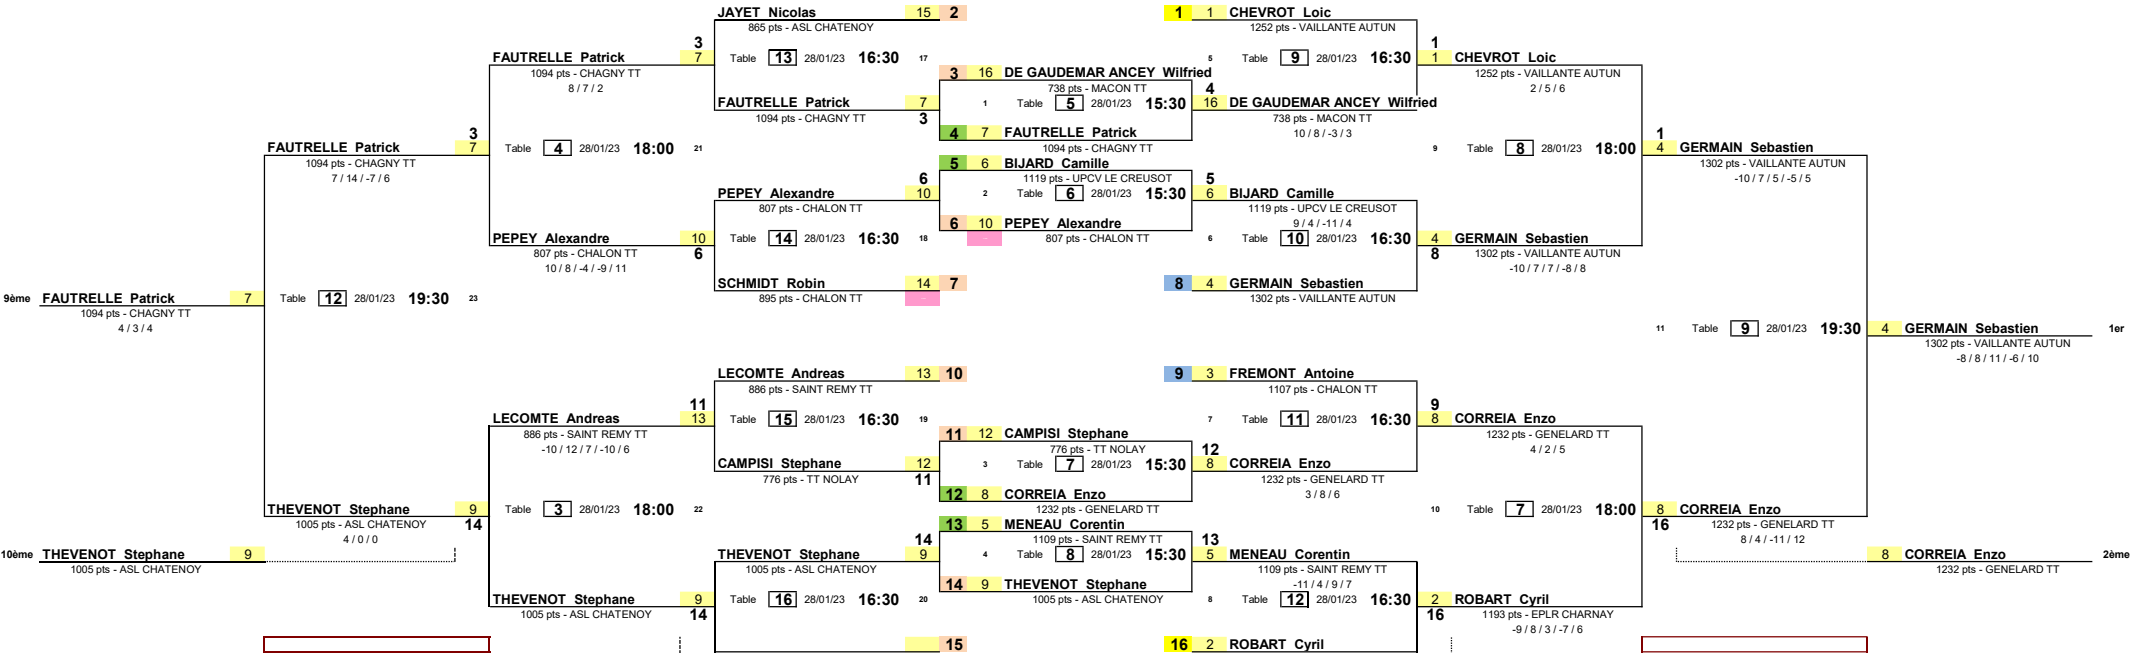 JAYET Nicolas 15 2 1 1 CHEVROT Loic
865 pts - ASL CHATENOY 1252 pts - VAILLANTE AUTUN
3 1
FAUTRELLE Patrick 7 Table 13 28/01/23 16:30 17 5 Table 9 28/01/23 16:30 1 CHEVROT Loic
1094 pts - CHAGNY TT 3 16 DE GAUDEMAR ANCEY Wilfried 1252 pts - VAILLANTE AUTUN
8 / 7 / 2 738 pts - MACON TT 4 2 / 5 / 6
FAUTRELLE Patrick 7 1 Table 5 28/01/23 15:30 16 DE GAUDEMAR ANCEY Wilfried
1094 pts - CHAGNY TT 3 738 pts - MACON TT
3 4 7 FAUTRELLE Patrick 10 / 8 / -3 / 3 1
FAUTRELLE Patrick 7 Table 4 28/01/23 18:00 21 1094 pts - CHAGNY TT 9 Table 8 28/01/23 18:00 4 GERMAIN Sebastien
1094 pts - CHAGNY TT 5 6 BIJARD Camille 1302 pts - VAILLANTE AUTUN
7 / 14 / -7 / 6 6 1119 pts - UPCV LE CREUSOT 5 -10 / 7 / 5 / -5 / 5
PEPEY Alexandre 10 2 Table 6 28/01/23 15:30 6 BIJARD Camille
807 pts - CHALON TT 1119 pts - UPCV LE CREUSOT
6 10 PEPEY Alexandre 9 / 4 / -11 / 4
PEPEY Alexandre 10 Table 14 28/01/23 16:30 18 807 pts - CHALON TT 6 Table 10 28/01/23 16:30 4 GERMAIN Sebastien
807 pts - CHALON TT 6 8 1302 pts - VAILLANTE AUTUN
10 / 8 / -4 / -9 / 11 -10 / 7 / 7 / -8 / 8
SCHMIDT Robin 14 7 8 4 GERMAIN Sebastien
9ème FAUTRELLE Patrick 7 Table 12 28/01/23 19:30 23 895 pts - CHALON TT 1302 pts - VAILLANTE AUTUN
1094 pts - CHAGNY TT
4 / 3 / 4 11 Table 9 28/01/23 19:30 4 GERMAIN Sebastien 1er
1302 pts - VAILLANTE AUTUN
-8 / 8 / 11 / -6 / 10
LECOMTE Andreas 13 10 9 3 FREMONT Antoine
886 pts - SAINT REMY TT 1107 pts - CHALON TT
11 9
LECOMTE Andreas 13 Table 15 28/01/23 16:30 19 7 Table 11 28/01/23 16:30 8 CORREIA Enzo
886 pts - SAINT REMY TT 11 12 CAMPISI Stephane 1232 pts - GENELARD TT
-10 / 12 / 7 / -10 / 6 776 pts - TT NOLAY 12 4 / 2 / 5
CAMPISI Stephane 12 3 Table 7 28/01/23 15:30 8 CORREIA Enzo
776 pts - TT NOLAY 11 1232 pts - GENELARD TT
12 8 CORREIA Enzo 3 / 8 / 6
THEVENOT Stephane 9 Table 3 28/01/23 18:00 22 1232 pts - GENELARD TT 10 Table 7 28/01/23 18:00 8 CORREIA Enzo
1005 pts - ASL CHATENOY 14 13 5 MENEAU Corentin 16 1232 pts - GENELARD TT
4 / 0 / 0 14 1109 pts - SAINT REMY TT 13 8 / 4 / -11 / 12
10ème THEVENOT Stephane 9 THEVENOT Stephane 9 4 Table 8 28/01/23 15:30 5 MENEAU Corentin 8 CORREIA Enzo 2ème
1005 pts - ASL CHATENOY 1005 pts - ASL CHATENOY 1109 pts - SAINT REMY TT 1232 pts - GENELARD TT
14 9 THEVENOT Stephane -11 / 4 / 9 / 7
THEVENOT Stephane 9 Table 16 28/01/23 16:30 20 1005 pts - ASL CHATENOY 8 Table 12 28/01/23 16:30 2 ROBART Cyril
1005 pts - ASL CHATENOY 14 16 1193 pts - EPLR CHARNAY
-9 / 8 / 3 / -7 / 6
15 16 2 ROBART Cyril